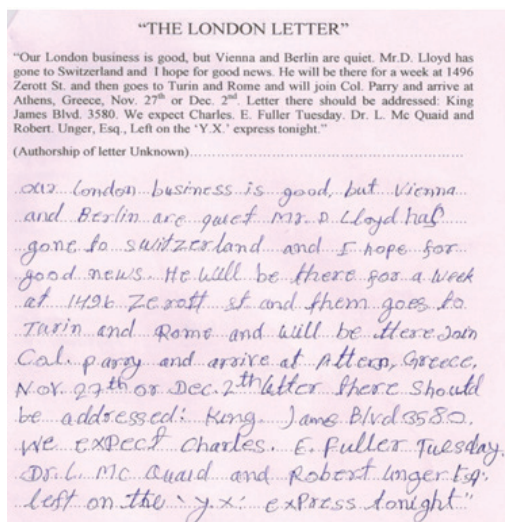 “THE LONDON LETTER”
“Our London business is good, but Vienna and Berlin are quiet. Mr.D. Lloyd has
gone to Switzerland and I hope for good news. He will be there for a week at 1496
Zerott St. and then goes to Turin and Rome and will join Col. Parry and arrive at
Athens, Greece, Nov. 27th or Dec. 2nd. Letter there should be addressed: King
James Blvd. 3580. We expect Charles. E. Fuller Tuesday. Dr. L. Mc Quaid and
Robert. Unger, Esq., Left on the ‘Y.X.’ express tonight.”
(Authorship of letter Unknown)..................................................................
our London business is good, but Vienna
and Berlin are quiet Mr. D. Lloyd has
gone to switzerland and I hope for
good news. He will be there for a week
at 1496 Zerott st and them goes to
Turin and Rome and will be there Join
Col. parry and arrive at Attern, Greece,
Nov. 27th or Dec. 2th letter there should
be addressed: King. Jame Blvd 3580.
We expect Charles. E. Fuller Tuesday.
Dr. L. Mc Quaid and Robert unger Esq.
left on the 'y.x.' exPress tonight"